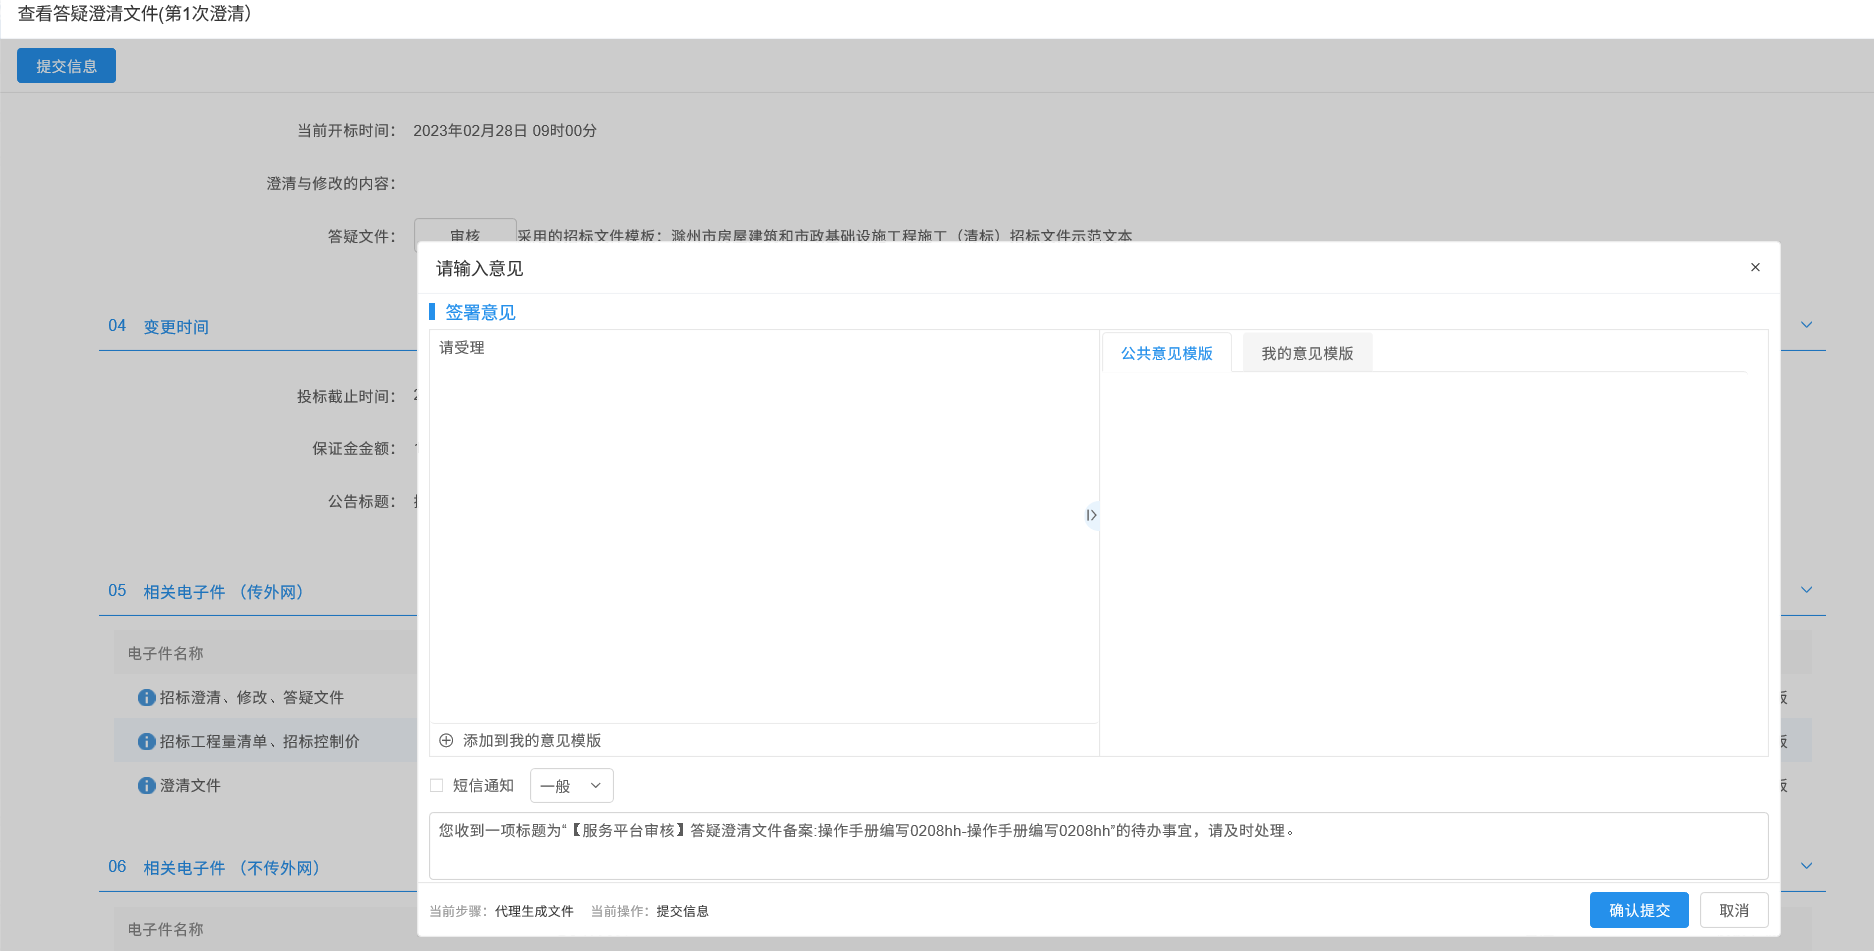 查看答疑澄清文件(第1次澄清)
提交信息
当前开标时间： 2023年02月28日 09时00分
澄清与修改的内容：
答疑文件： 审核 采用的招标文件模板：滁州市房屋建筑和市政基础设施工程施工（清标）招标文件示范文本
04 变更时间
投标截止时间：
保证金金额：
公告标题：
05 相关电子件 （传外网）
电子件名称
招标澄清、修改、答疑文件
招标工程量清单、招标控制价
澄清文件
06 相关电子件 （不传外网）
电子件名称
请输入意见
签署意见
请受理
公共意见模版 我的意见模版
添加到我的意见模版
短信通知 一般
您收到一项标题为“【服务平台审核】答疑澄清文件备案:操作手册编写0208hh-操作手册编写0208hh”的待办事宜，请及时处理。
当前步骤：代理生成文件 当前操作：提交信息
确认提交 取消